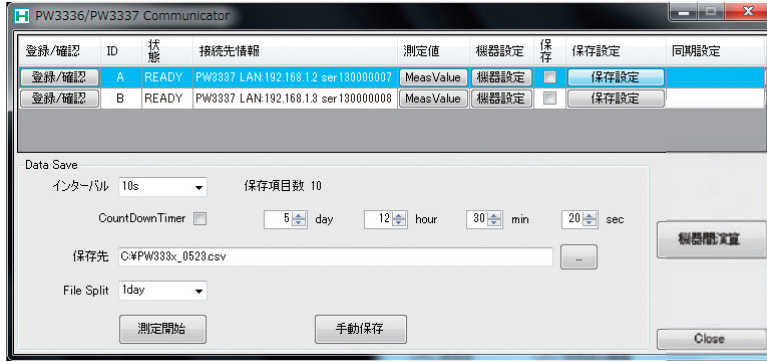 PW3336/PW3337 Communicator
登録/確認 ID 状態 接続先情報 測定値 機器設定 保存 保存設定 同期設定
登録/確認 A READY PW3337 LAN:192.168.1.2 ser130000007 MeasValue 機器設定 保存設定
登録/確認 B READY PW3337 LAN:192.168.1.3 ser130000008 MeasValue 機器設定 保存設定
Data Save
インターバル 10s 保存項目数 10
CountDownTimer 5 day 12 hour 30 min 20 sec
機器間演算
保存先 C:¥PW333x_0523.csv ...
File Split 1day
測定開始 手動保存
Close